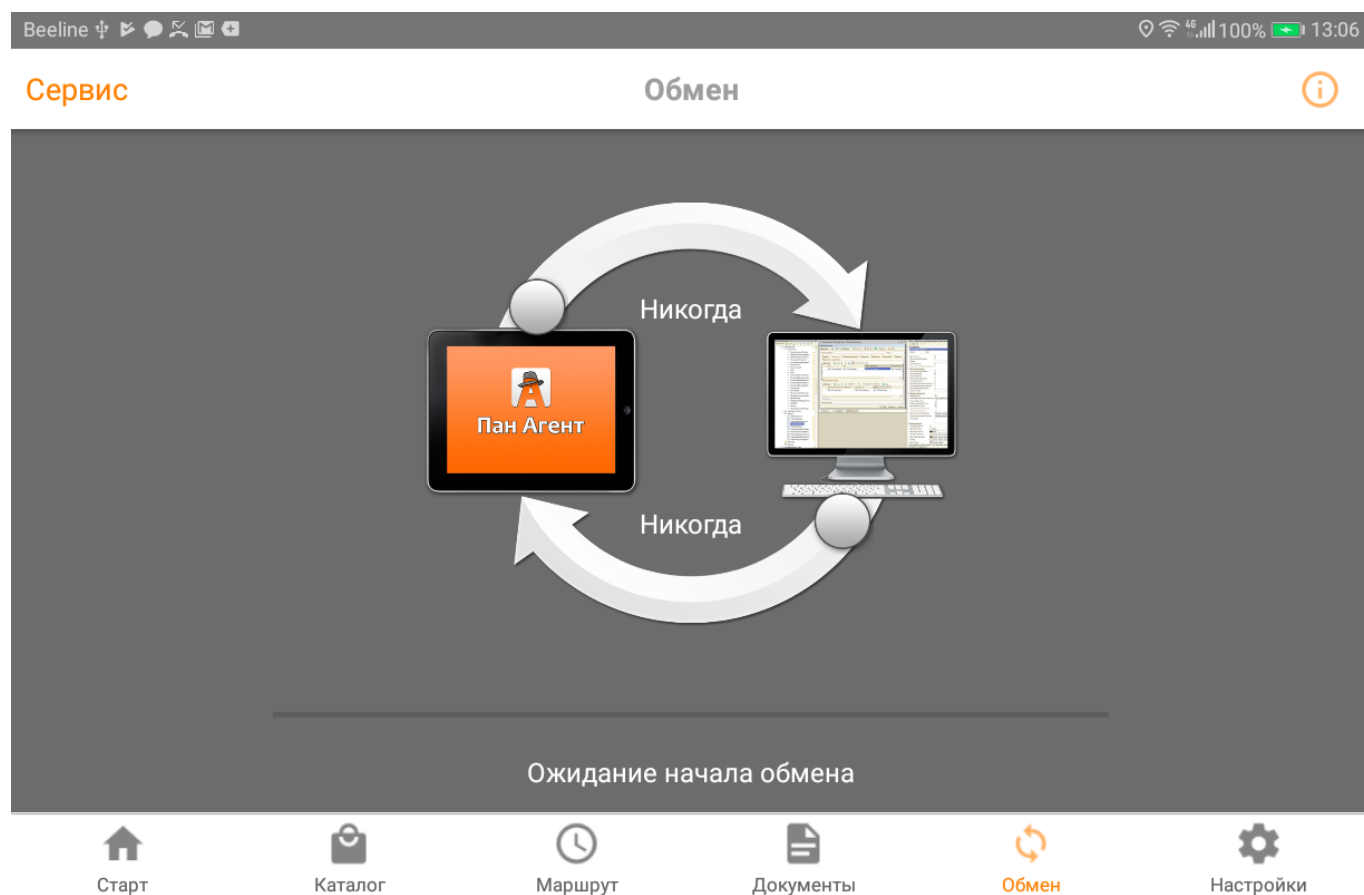 Beeline 100% 13:06
Сервис Обмен
Никогда
Пан Агент
Никогда
Ожидание начала обмена
Старт Каталог Маршрут Документы Обмен Настройки